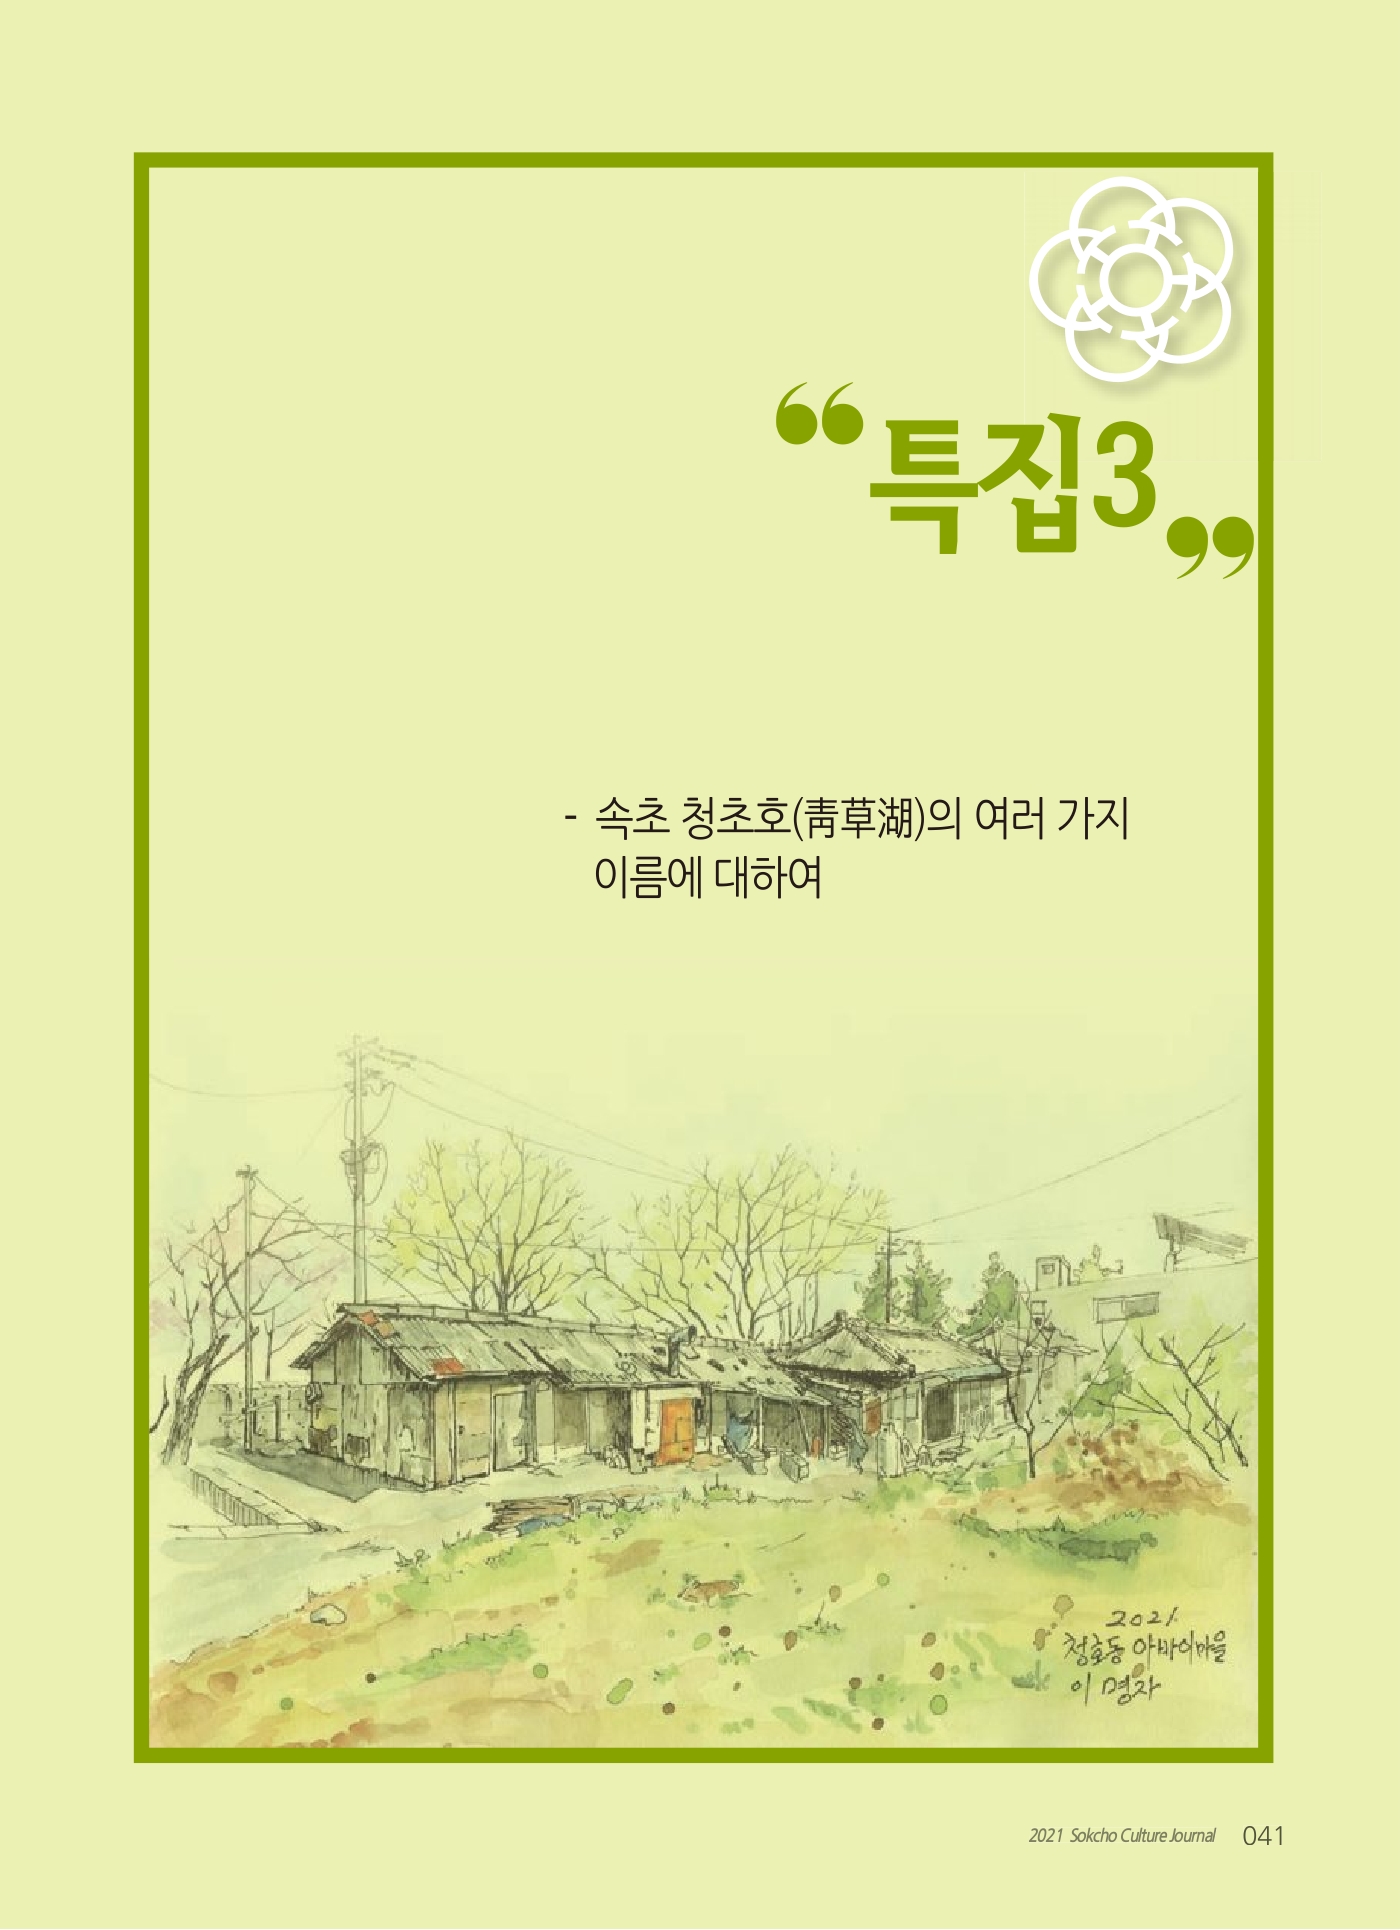 “특집3”
- 속초 청초호(靑草湖)의 여러 가지
이름에 대하여
2021.
청호동 아바이마을
이명자
2021 Sokcho Culture Journal 041